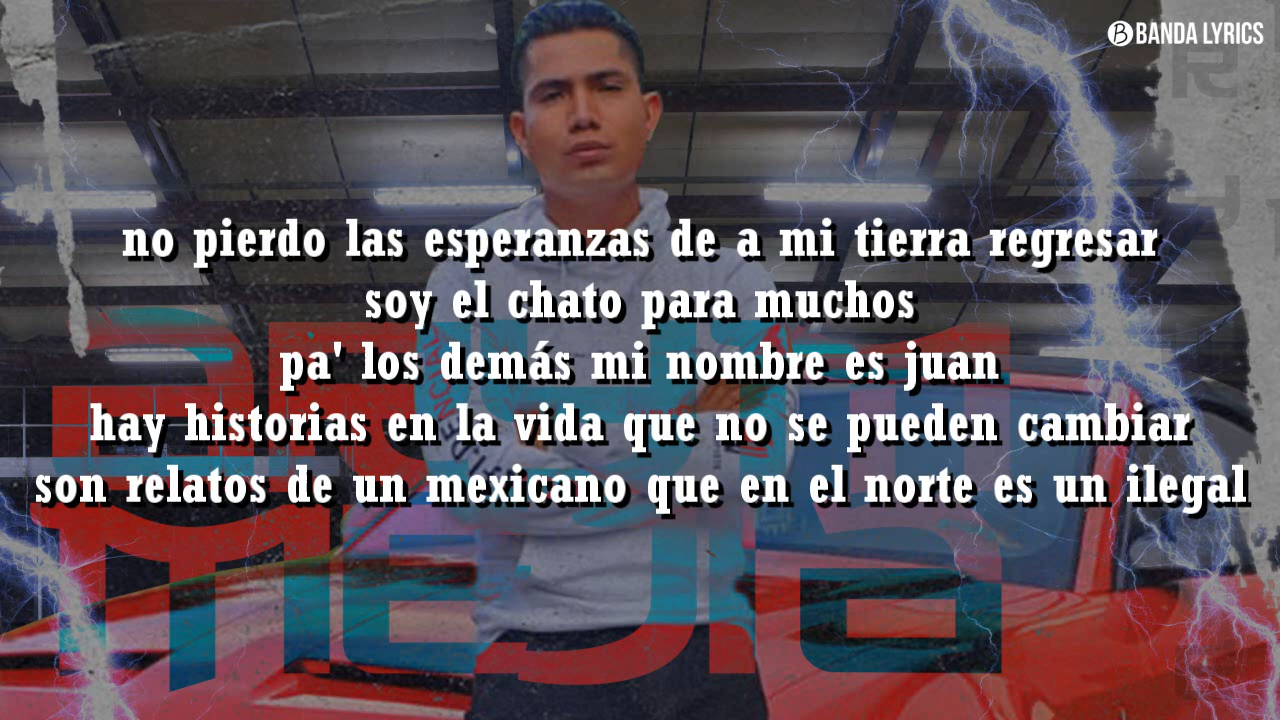 BANDA LYRICS
no pierdo las esperanzas de a mi tierra regresar
soy el chato para muchos
pa' los demás mi nombre es juan
hay historias en la vida que no se pueden cambiar
son relatos de un mexicano que en el norte es un ilegal